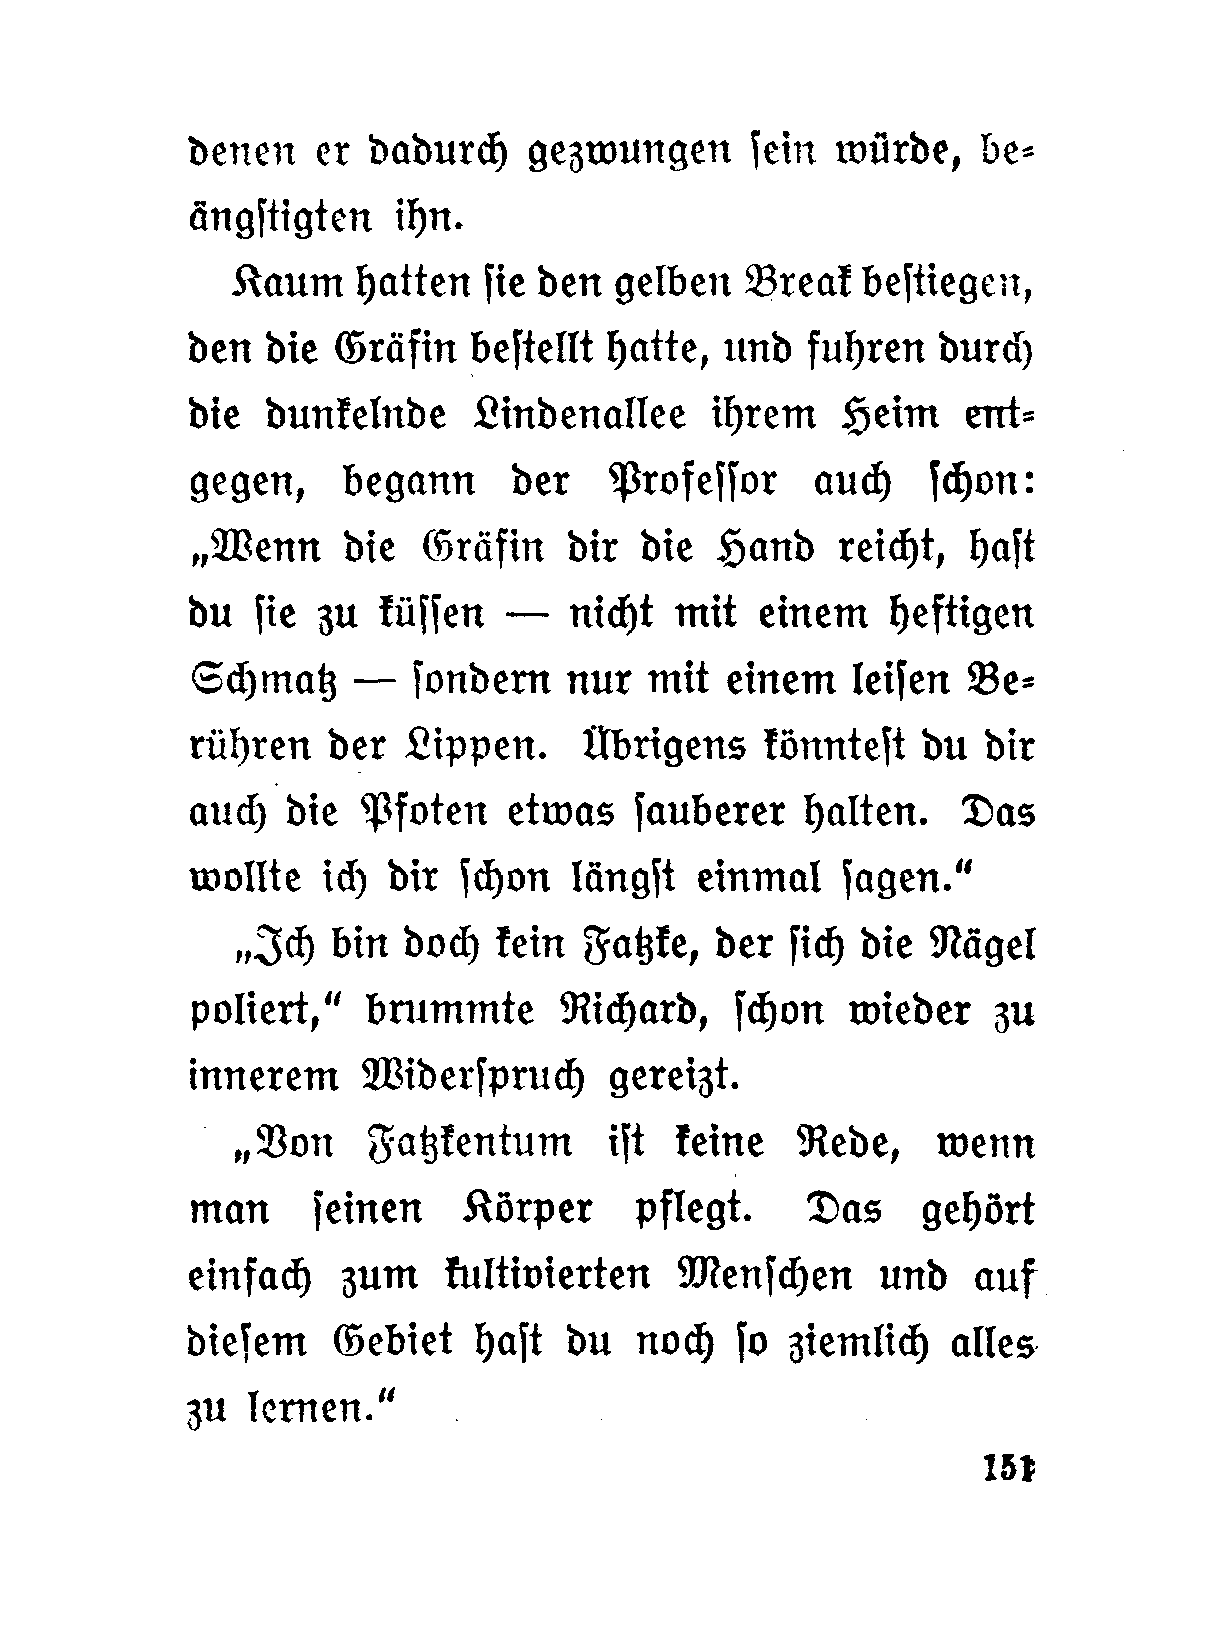 denen er dadurch gezwungen ſein würde, be⸗
ängſtigten ihn.
Kaum hatten ſie den gelben Break beſtiegen,
den die Gräfin beſtellt hatte, und fuhren durch
die dunkelnde Lindenallee ihrem Heim ent⸗
gegen, begann der Profeſſor auch ſchon:
„Wenn die Gräfin dir die Hand reicht, haſt
du ſie zu küſſen — nicht mit einem heftigen
Schmatz — ſondern nur mit einem leiſen Be⸗
rühren der Lippen. Übrigens könnteſt du dir
auch die Pfoten etwas ſauberer halten. Das
wollte ich dir ſchon längſt einmal ſagen.“
„Ich bin doch kein Fatzke, der ſich die Nägel
poliert,“ brummte Richard, ſchon wieder zu
innerem Widerſpruch gereizt.
„Von Fatzkentum iſt keine Rede, wenn
man ſeinen Körper pflegt. Das gehört
einfach zum kultivierten Menſchen und auf
dieſem Gebiet haſt du noch ſo ziemlich alles
zu lernen.“
151